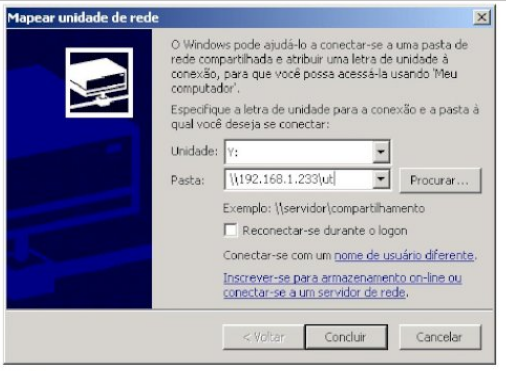 Mapear unidade de rede
O Windows pode ajudá-lo a conectar-se a uma pasta de
rede compartilhada e atribuir uma letra de unidade à
conexão, para que você possa acessá-la usando 'Meu
computador'.
Especifique a letra de unidade para a conexão e a pasta à
qual você deseja se conectar:
Unidade: Y:
Pasta: \\192.168.1.233\ut Procurar...
Exemplo: \\servidor\compartilhamento
Reconectar-se durante o logon
Conectar-se com um nome de usuário diferente.
Inscrever-se para armazenamento on-line ou
conectar-se a um servidor de rede.
< Voltar Concluir Cancelar